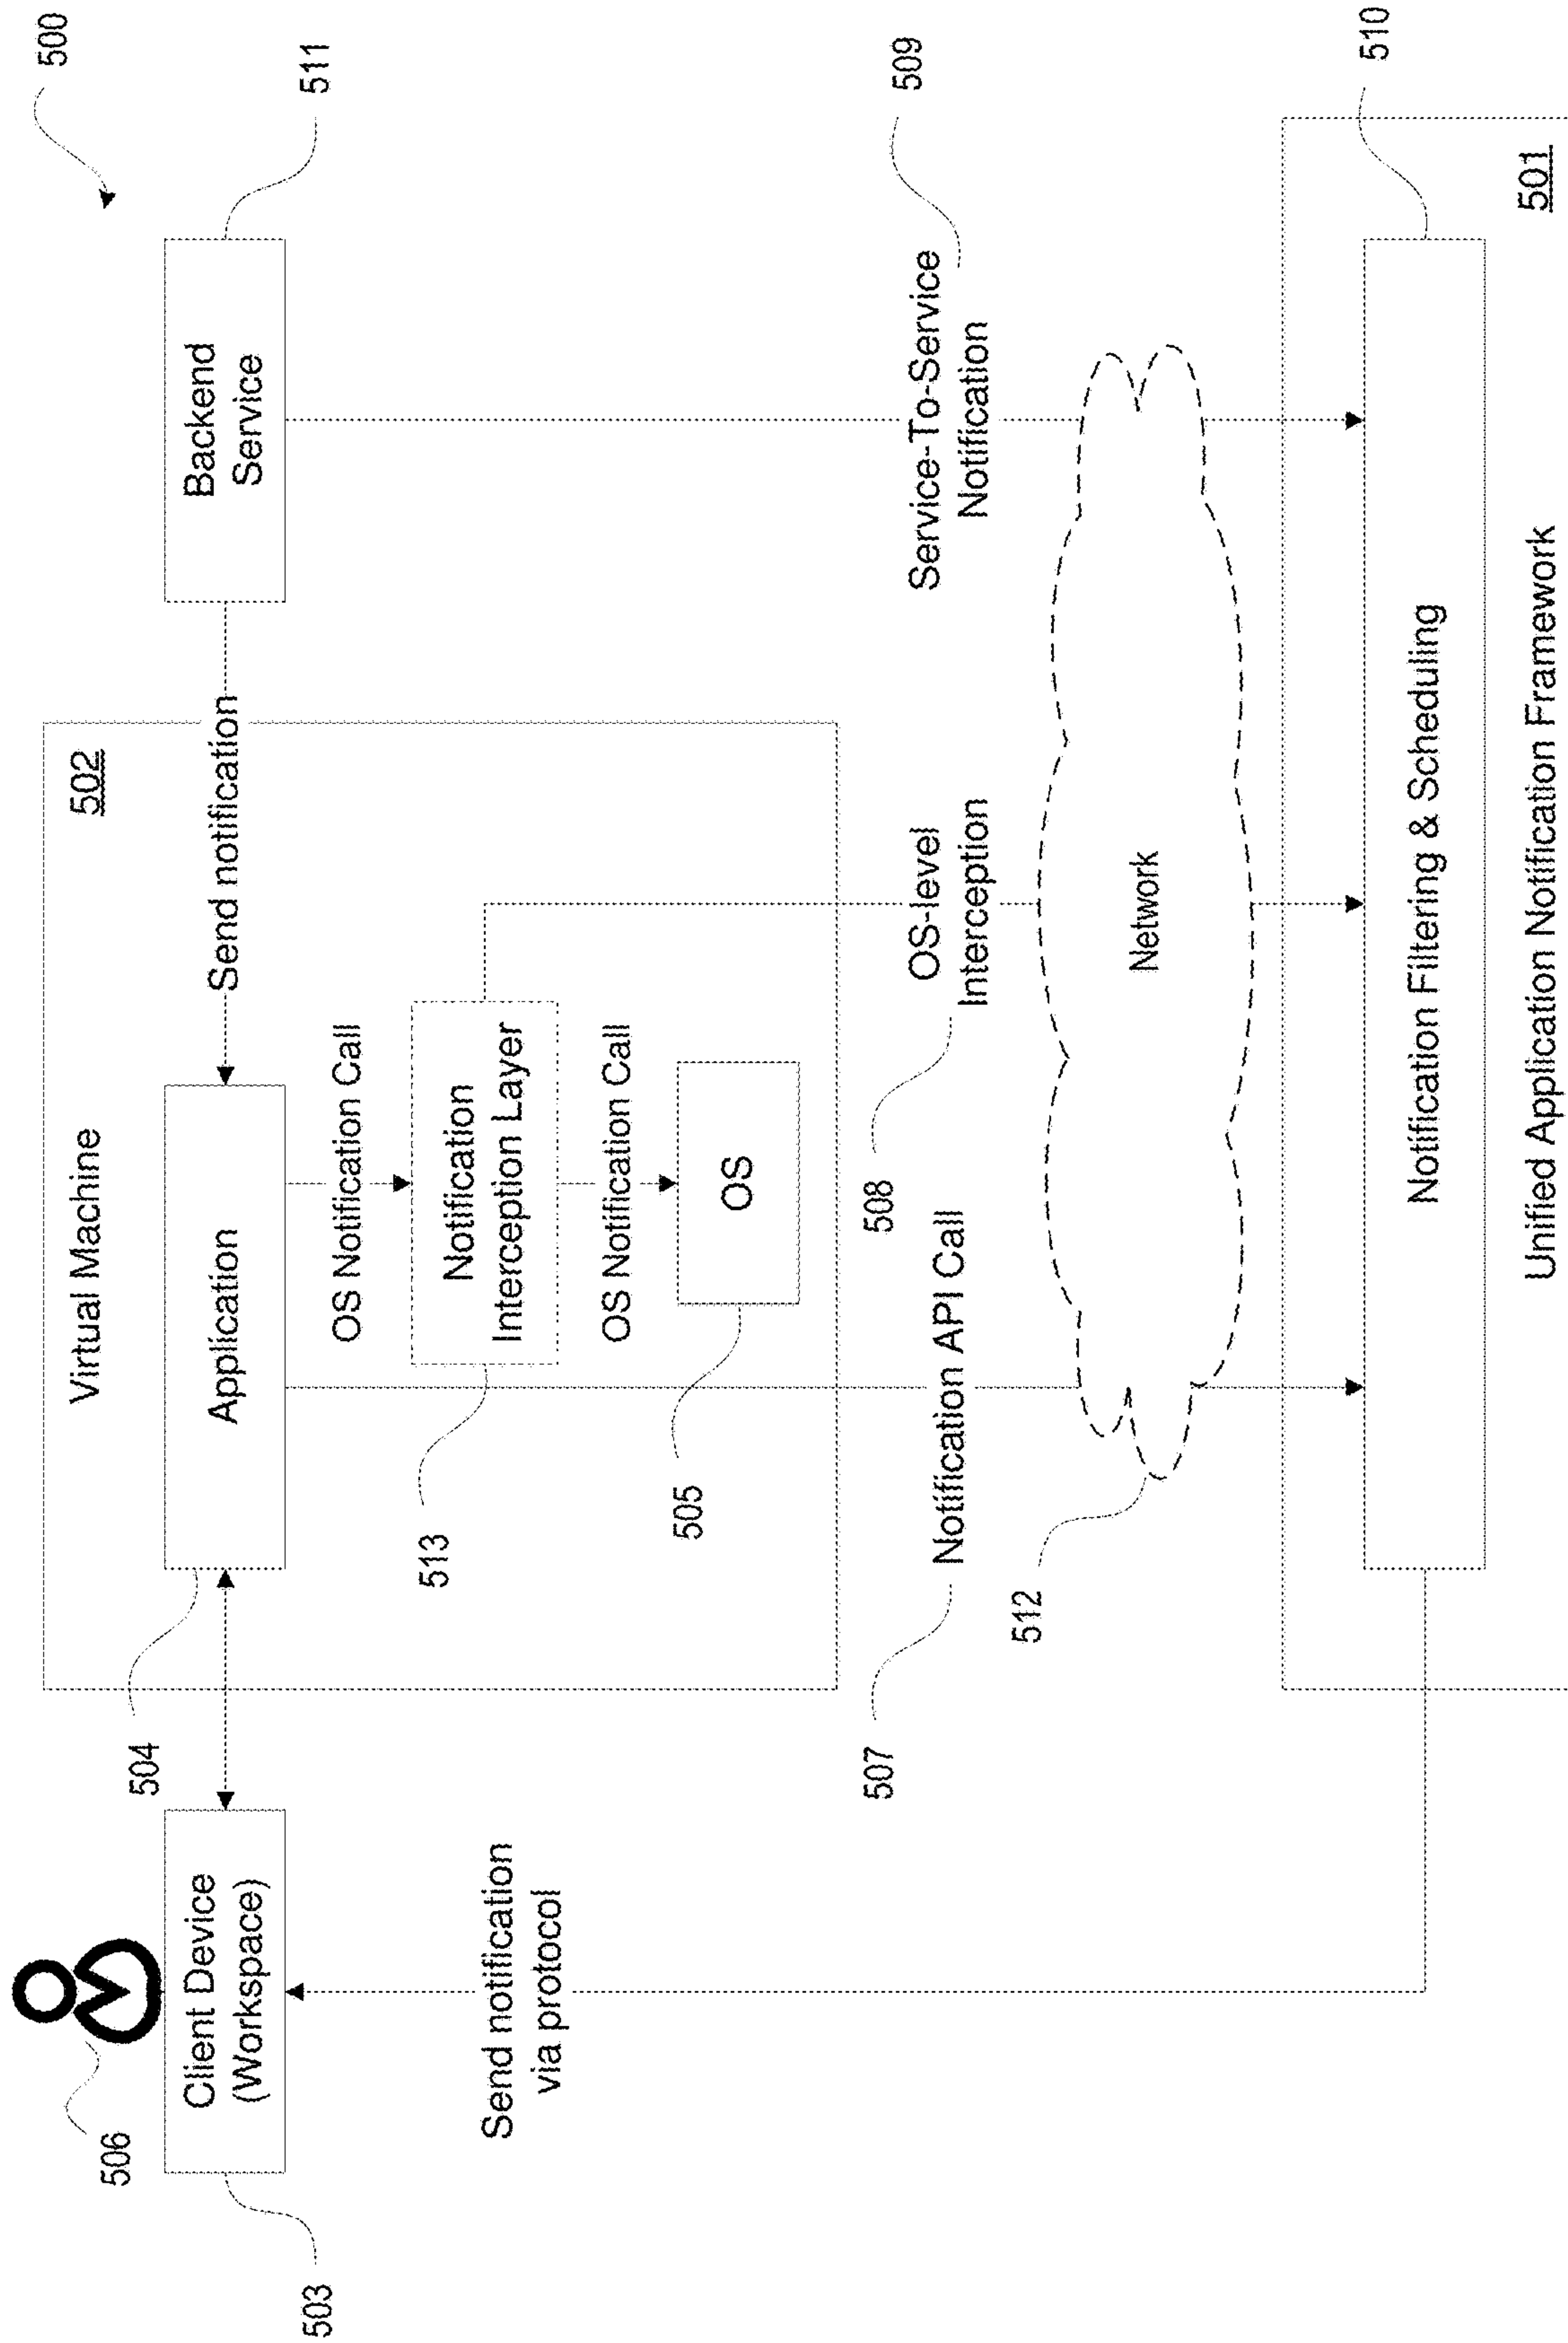 500
506
503
Client Device
(Workspace)
504
Virtual Machine
502
Application
Send notification
Backend
Service
511
OS Notification Call
513
Notification
Interception Layer
OS Notification Call
505
OS
Send notification
via protocol
507
Notification API Call
508
OS-level
Interception
Service-To-Service
Notification
509
512
Network
Notification Filtering & Scheduling
510
Unified Application Notification Framework
501